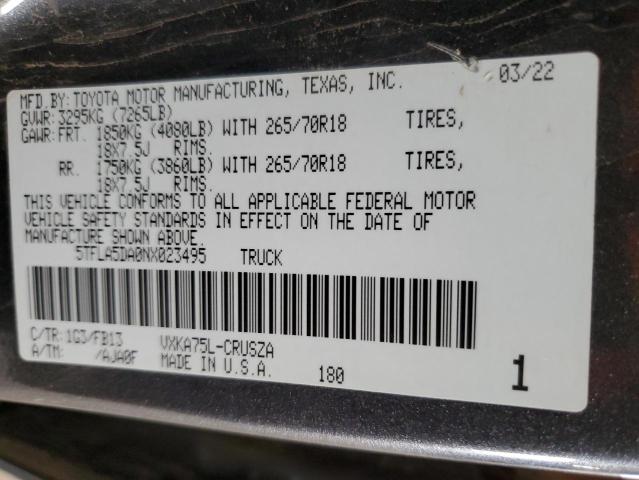 MFD.BY: TOYOTA MOTOR MANUFACTURING, TEXAS, INC. 03/22
GVWR: 3295KG (7265LB)
GAWR: FRT. 1850KG (4080LB) WITH 265/70R18 TIRES,
18X7.5J RIMS.
RR. 1750KG (3860LB) WITH 265/70R18 TIRES,
18X7.5J RIMS.
THIS VEHICLE CONFORMS TO ALL APPLICABLE FEDERAL MOTOR
VEHICLE SAFETY STANDARDS IN EFFECT ON THE DATE OF
MANUFACTURE SHOWN ABOVE.
5TFLA5DA0NX023495 TRUCK
C/TR: 1G3/FB13 VXKA75L-CRUSZA
A/TM: /AJA0F MADE IN U.S.A. 180 1